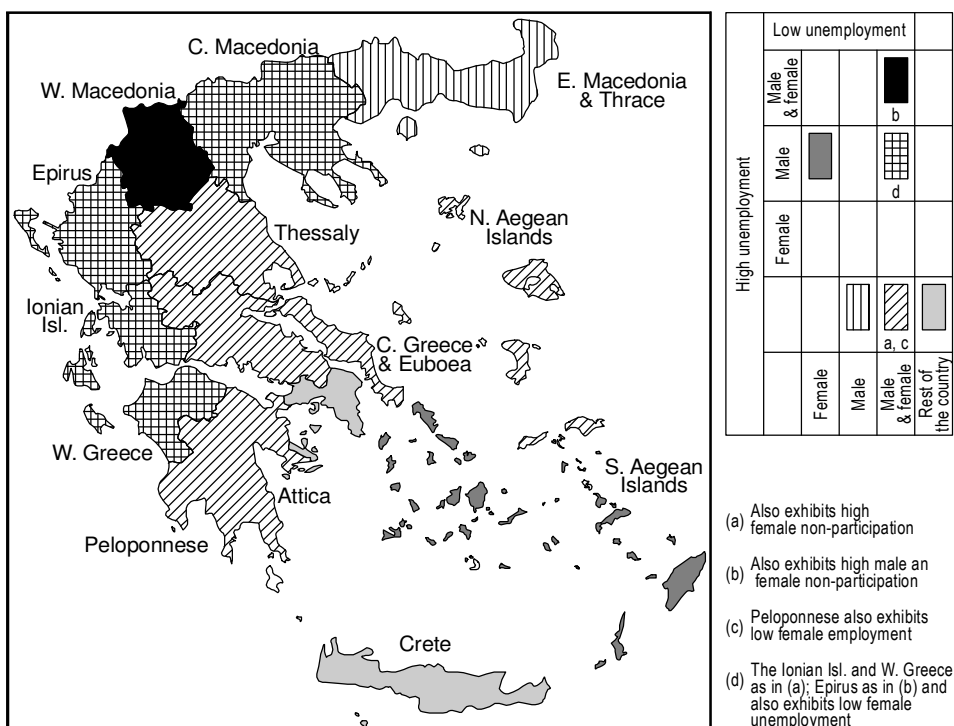 C. Macedonia
W. Macedonia
E. Macedonia
& Thrace
Epirus
Thessaly
N. Aegean
Islands
Ionian
Isl.
C. Greece
& Euboea
W. Greece
Attica
S. Aegean
Islands
Peloponnese
Crete
Low unemployment
High unemployment
Male
& female
b
Male
d
Female
a, c
Female
Male
Male
& female
Rest of
the country
(a) Also exhibits high
female non-participation
(b) Also exhibits high male an
female non-participation
(c) Peloponnese also exhibits
low female employment
(d) The Ionian Isl. and W. Greece
as in (a); Epirus as in (b) and
also exhibits low female
unemployment